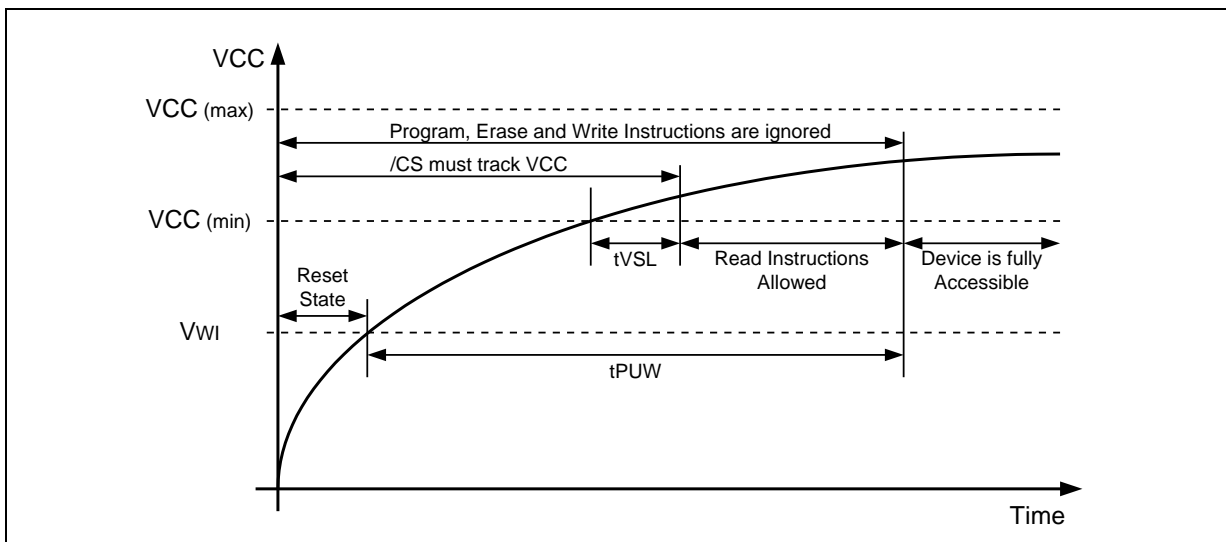 VCC
VCC (max)
Program, Erase and Write Instructions are ignored
/CS must track VCC
VCC (min)
tVSL
Read Instructions
Allowed
Device is fully
Accessible
Reset
State
VWI
tPUW
Time